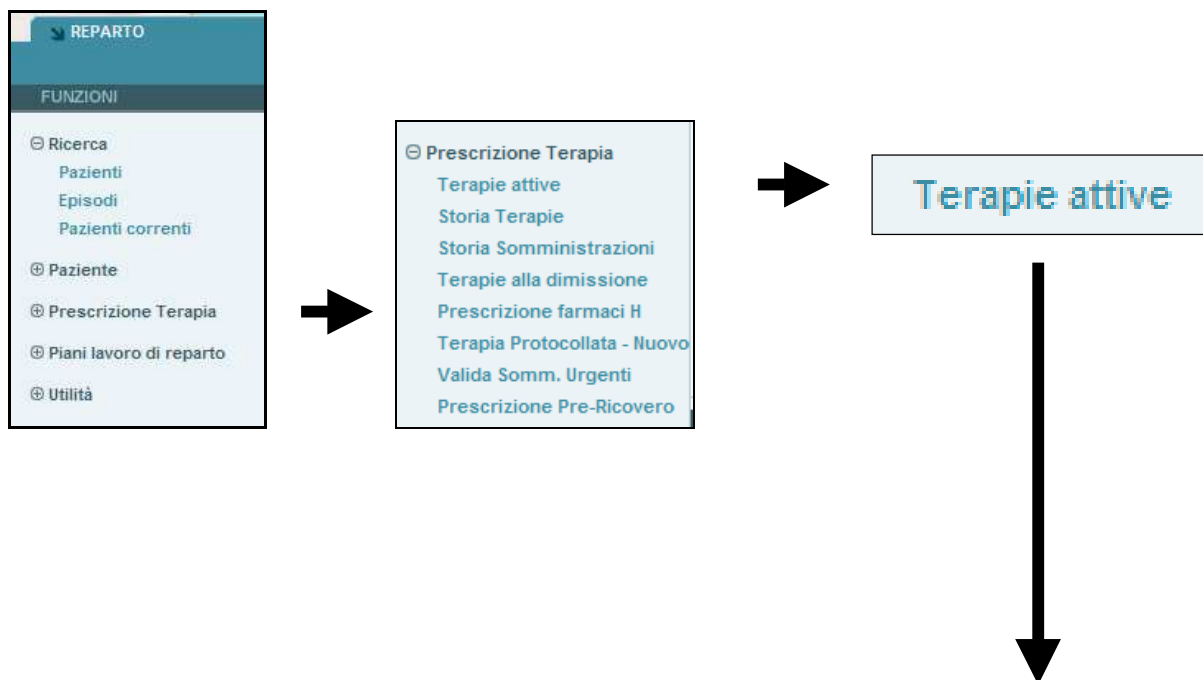 REPARTO
FUNZIONI
Ricerca
Pazienti
Episodi
Pazienti correnti
Paziente
Prescrizione Terapia
Piani lavoro di reparto
Utilità
Prescrizione Terapia
Terapie attive
Storia Terapie
Storia Somministrazioni
Terapie alla dimissione
Prescrizione farmaci H
Terapia Protocollata - Nuovo
Valida Somm. Urgenti
Prescrizione Pre-Ricovero
Terapie attive